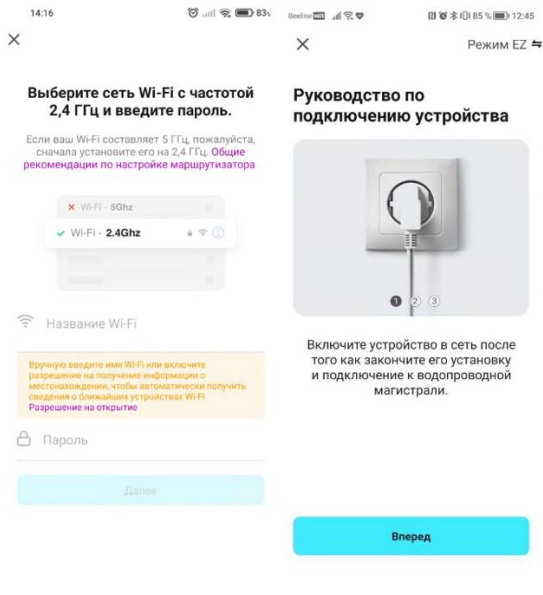 14:16
83%
Выберите сеть Wi-Fi с частотой
2,4 ГГц и введите пароль.
Если ваш Wi-Fi составляет 5 ГГц, пожалуйста,
сначала установите его на 2,4 ГГц. Общие
рекомендации по настройке маршрутизатора
Wi-Fi - 5Ghz
Wi-Fi - 2.4Ghz
Название Wi-Fi
Вручную введите имя Wi-Fi или включите
разрешение на получение информации о
местонахождении, чтобы автоматически получить
сведения о ближайших устройствах Wi-Fi
Разрешение на открытие
Пароль
Далее
Beeline
85 % 12:45
Режим EZ
Руководство по
подключению устройства
1 2 3
Включите устройство в сеть после
того как закончите его установку
и подключение к водопроводной
магистрали.
Вперед